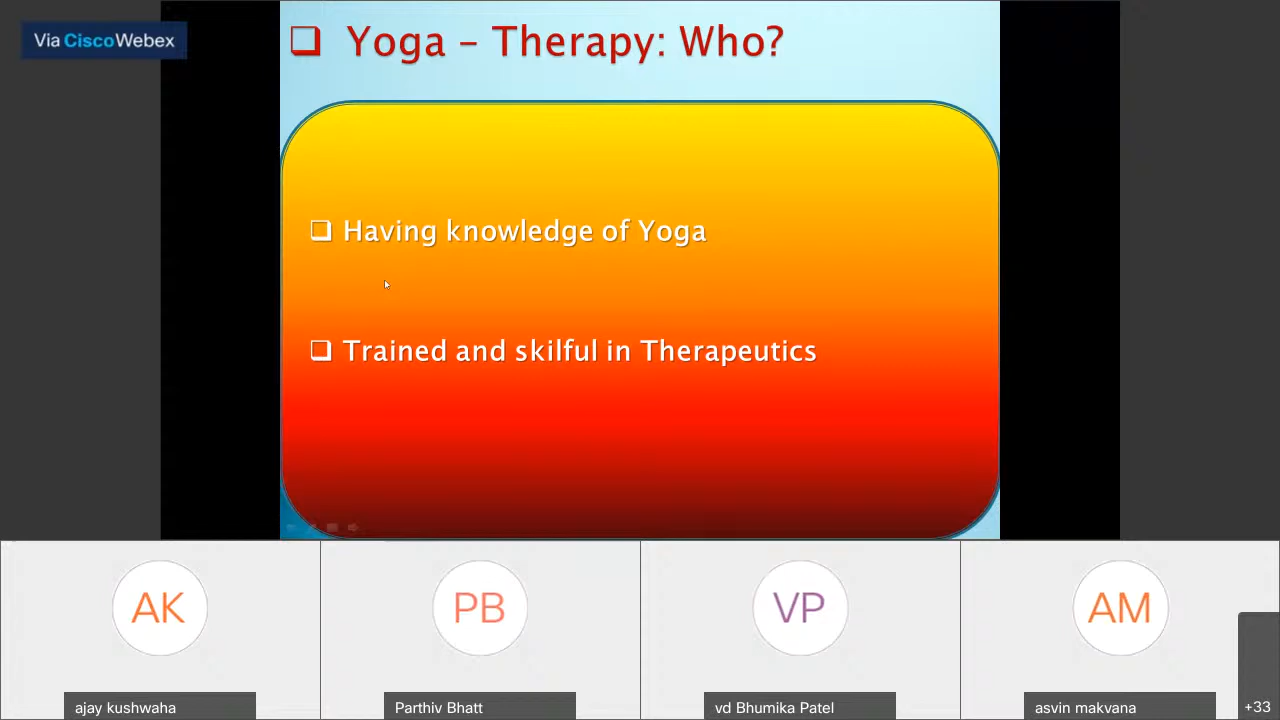 Via CiscoWebex
Yoga – Therapy: Who?
Having knowledge of Yoga
Trained and skilful in Therapeutics
AK
PB
VP
AM
ajay kushwaha
Parthiv Bhatt
vd Bhumika Patel
asvin makvana
+33